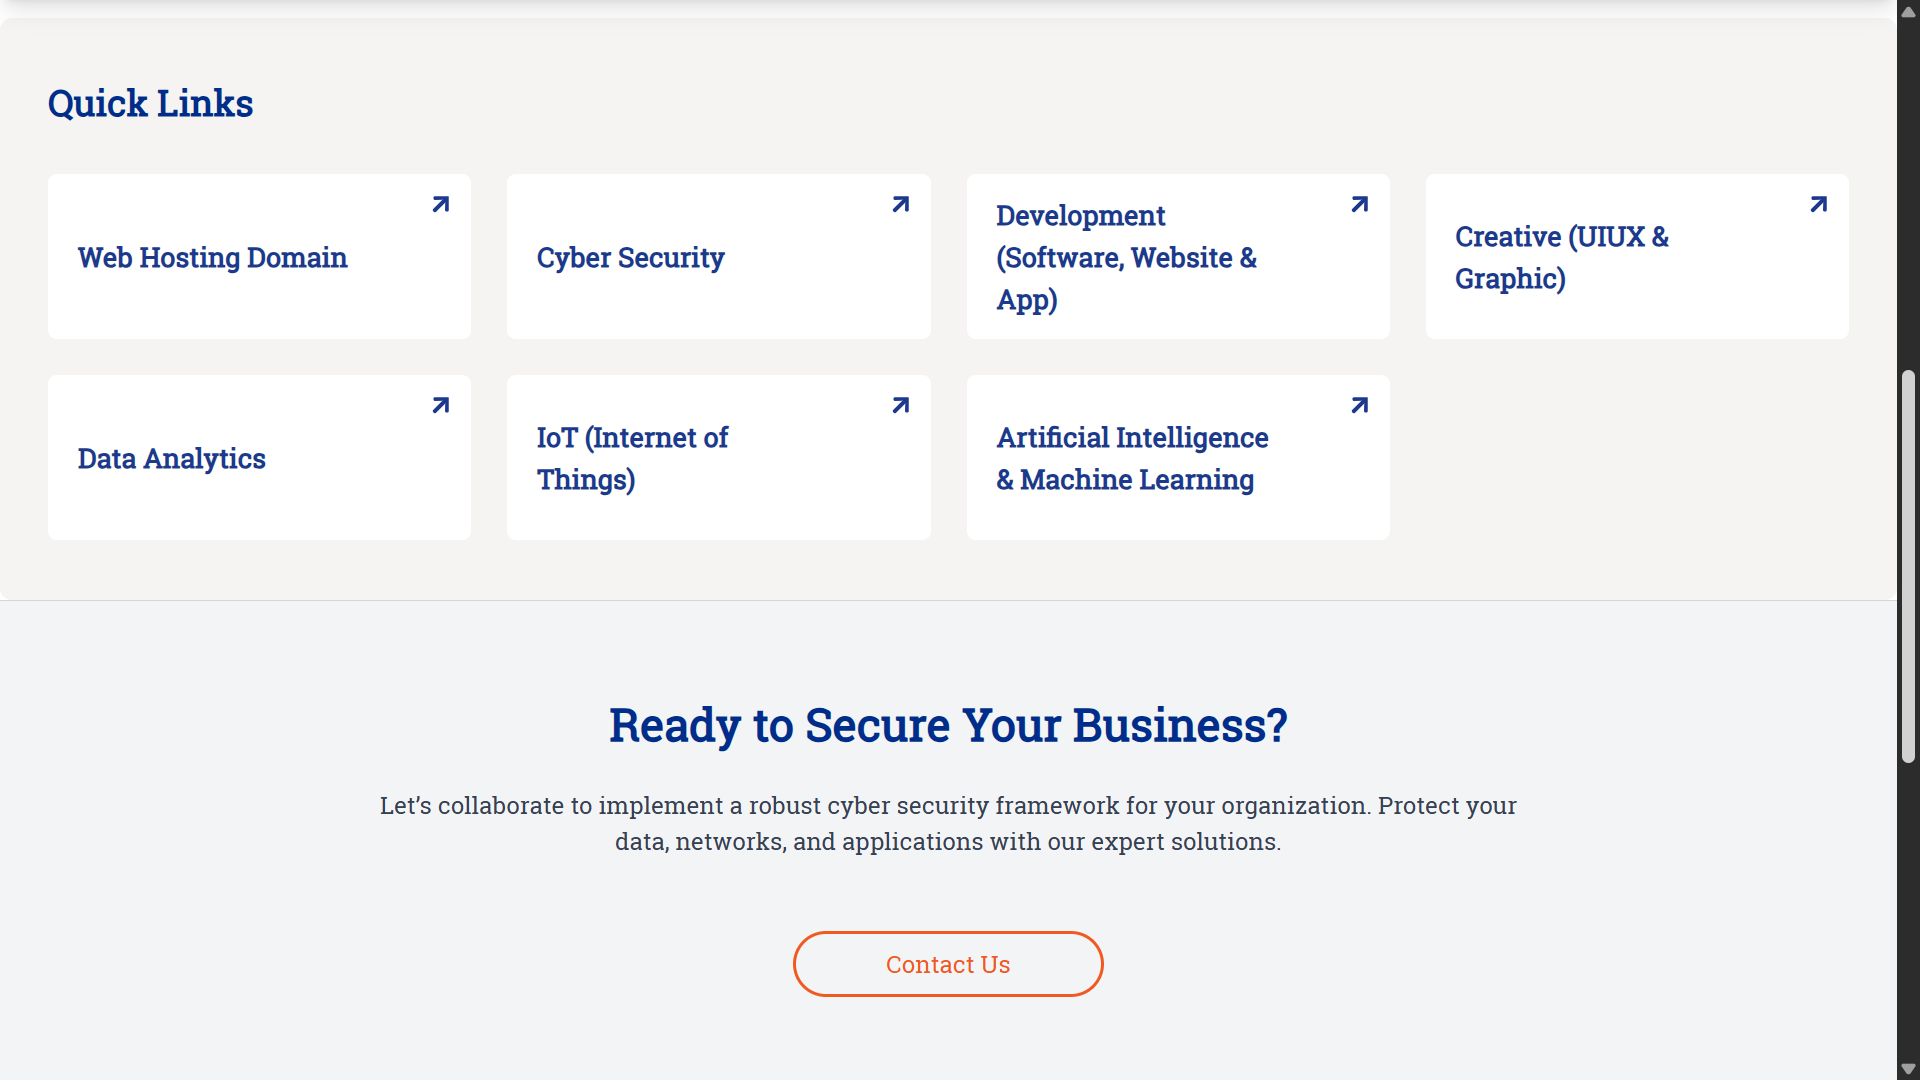 Quick Links
Web Hosting Domain
Cyber Security
Development
(Software, Website &
App)
Creative (UIUX &
Graphic)
Data Analytics
IoT (Internet of
Things)
Artificial Intelligence
& Machine Learning
Ready to Secure Your Business?
Let’s collaborate to implement a robust cyber security framework for your organization. Protect your
data, networks, and applications with our expert solutions.
Contact Us